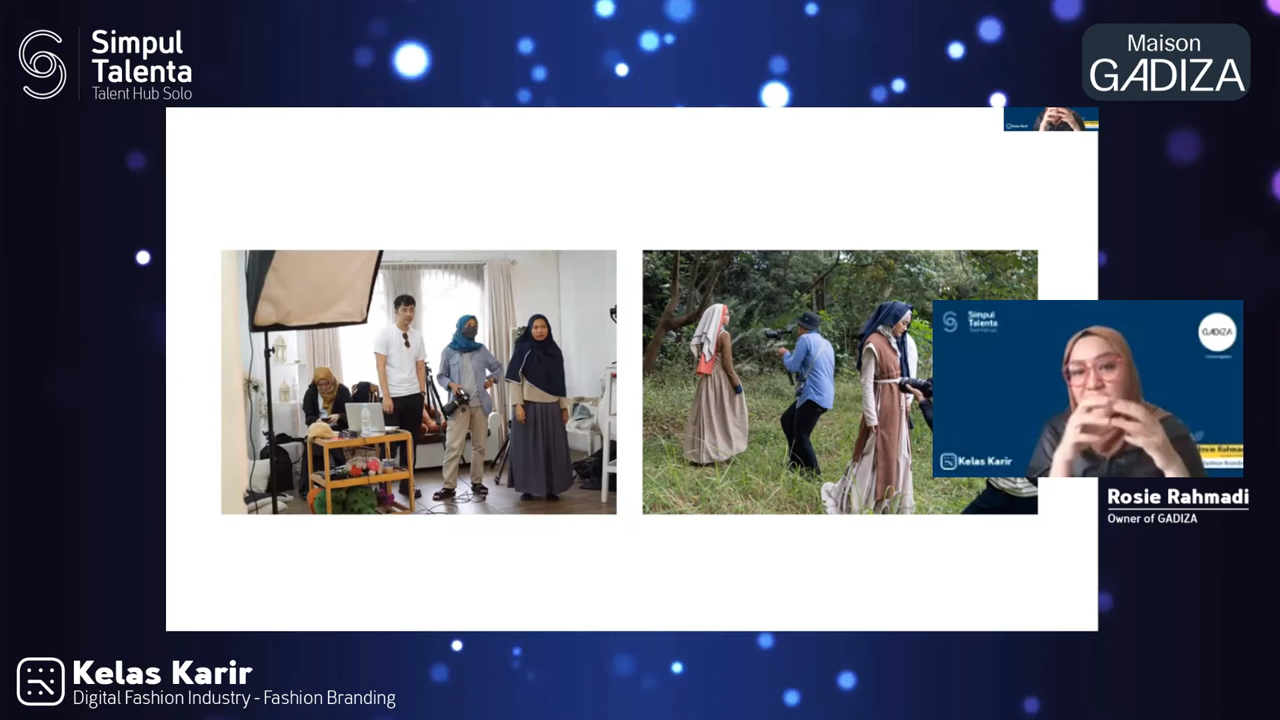 Simpul
Talenta
Talent Hub Solo
Maison
GADIZA
Simpul
Talenta
GADIZA
Kelas Karir
Rosie Rahmadi
Owner of GADIZA
Kelas Karir
Digital Fashion Industry - Fashion Branding